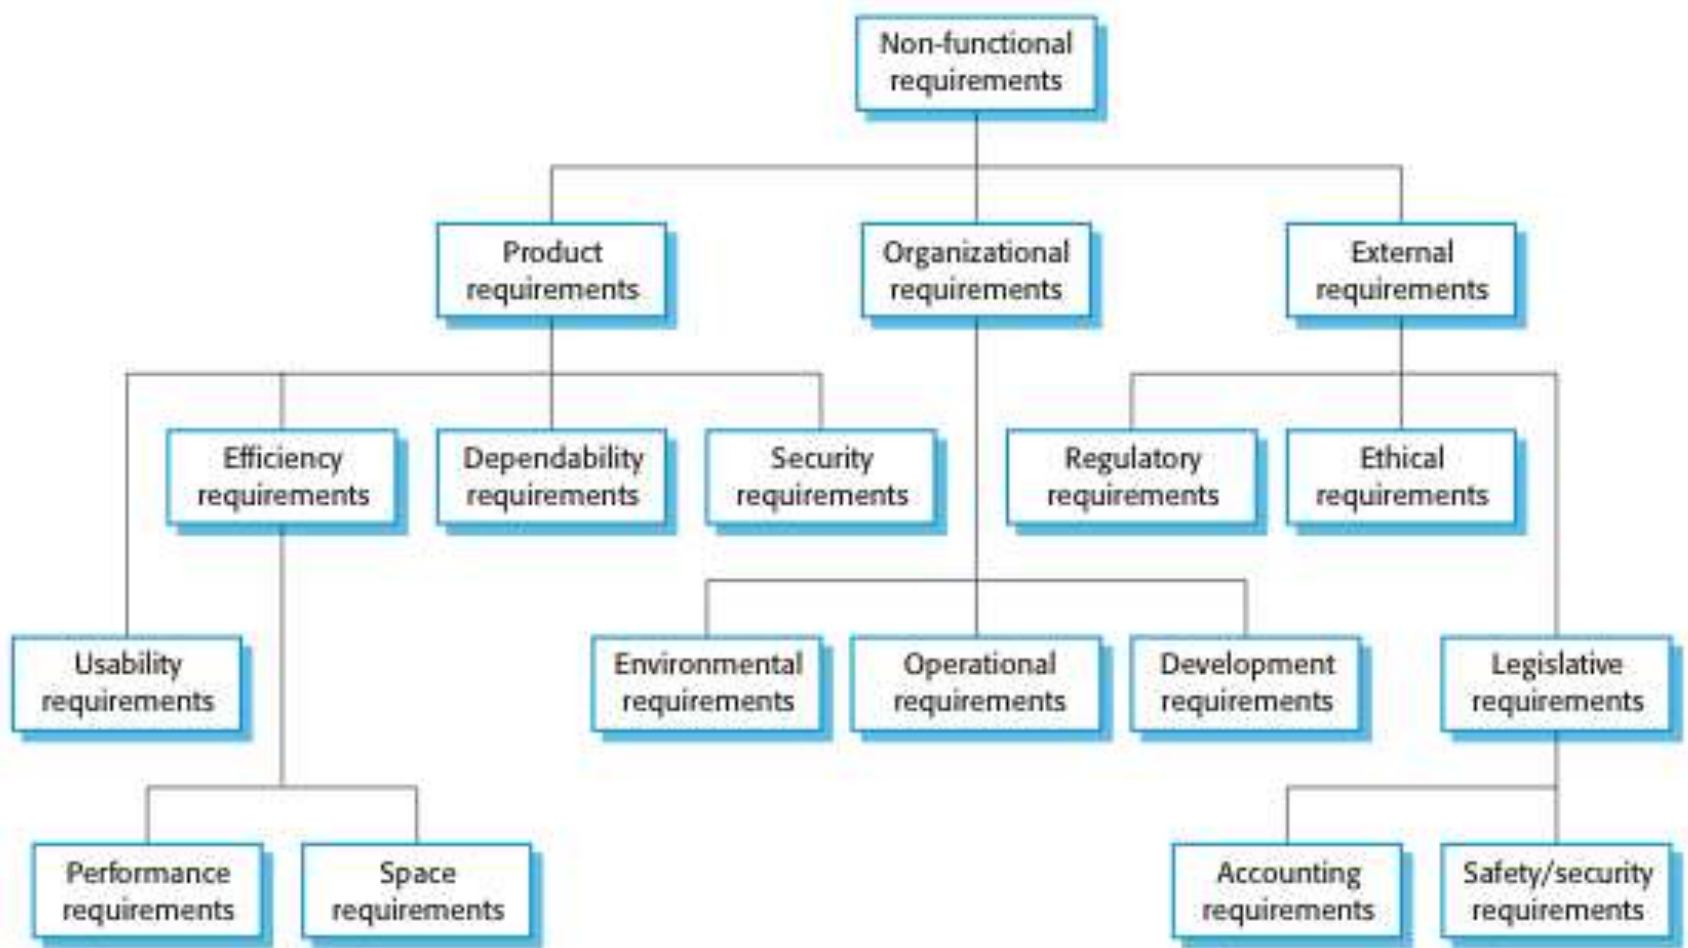 Non-functional
requirements
Product
requirements
Organizational
requirements
External
requirements
Efficiency
requirements
Dependability
requirements
Security
requirements
Regulatory
requirements
Ethical
requirements
Usability
requirements
Environmental
requirements
Operational
requirements
Development
requirements
Legislative
requirements
Performance
requirements
Space
requirements
Accounting
requirements
Safety/security
requirements